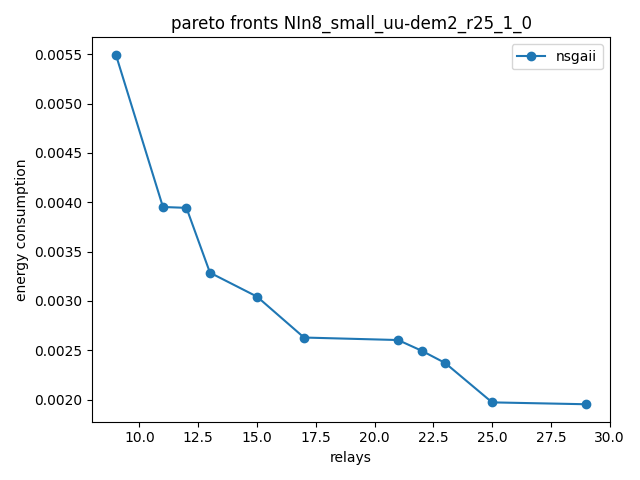 pareto fronts NIn8_small_uu-dem2_r25_1_0
nsgaii
0.0055
0.0050
0.0045
0.0040
0.0035
0.0030
0.0025
0.0020
energy consumption
10.0 12.5 15.0 17.5 20.0 22.5 25.0 27.5 30.0
relays